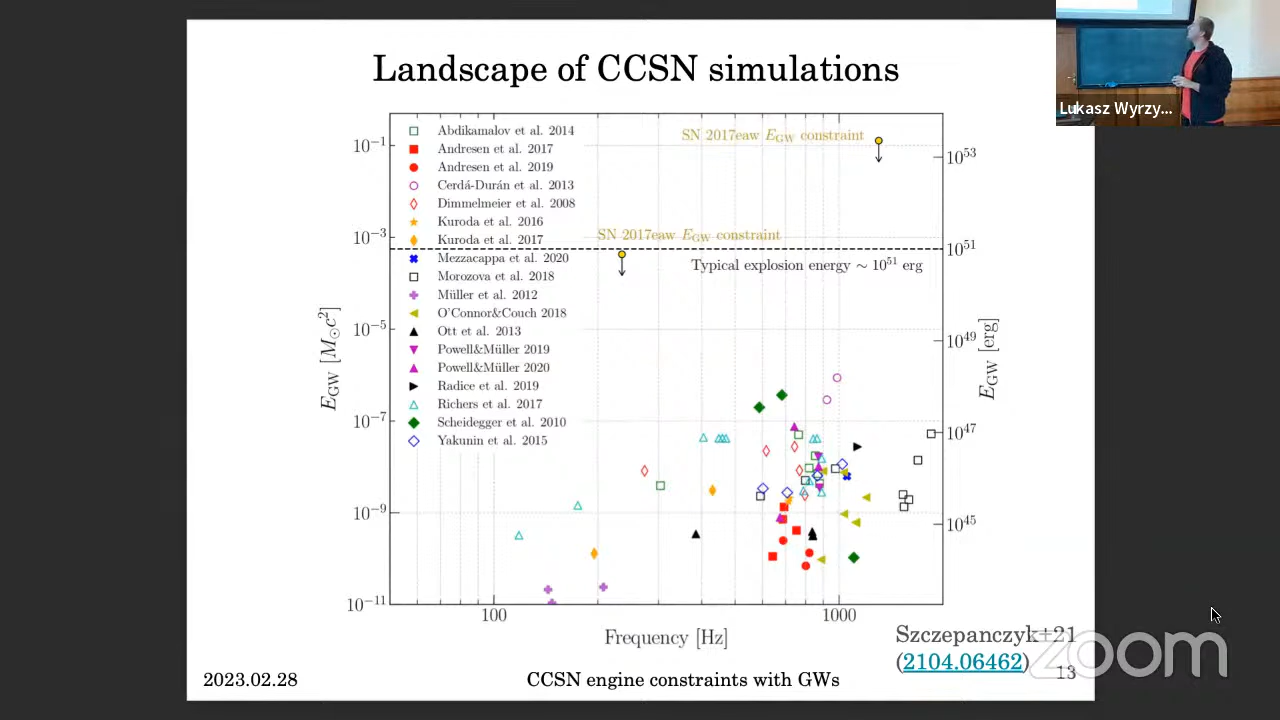 Landscape of CCSN simulations
Lukasz Wyrzy...
Abdikamalov et al. 2014
Andresen et al. 2017
Andresen et al. 2019
Cerdá-Durán et al. 2013
Dimmelmeier et al. 2008
Kuroda et al. 2016
Kuroda et al. 2017
Mezzacappa et al. 2020
Morozova et al. 2018
Müller et al. 2012
O'Connor&Couch 2018
Ott et al. 2013
Powell&Müller 2019
Powell&Müller 2020
Radice et al. 2019
Richers et al. 2017
Scheidegger et al. 2010
Yakunin et al. 2015
SN 2017eaw E_GW constraint
SN 2017eaw E_GW constraint
Typical explosion energy ~ 10^51 erg
10^-1
10^-3
10^-5
10^-7
10^-9
10^-11
E_GW [M_⊙c^2]
10^53
10^51
10^49
10^47
10^45
E_GW [erg]
100
1000
Frequency [Hz]
Szczepanczyk+21
(2104.06462)
zoom
2023.02.28
CCSN engine constraints with GWs
13